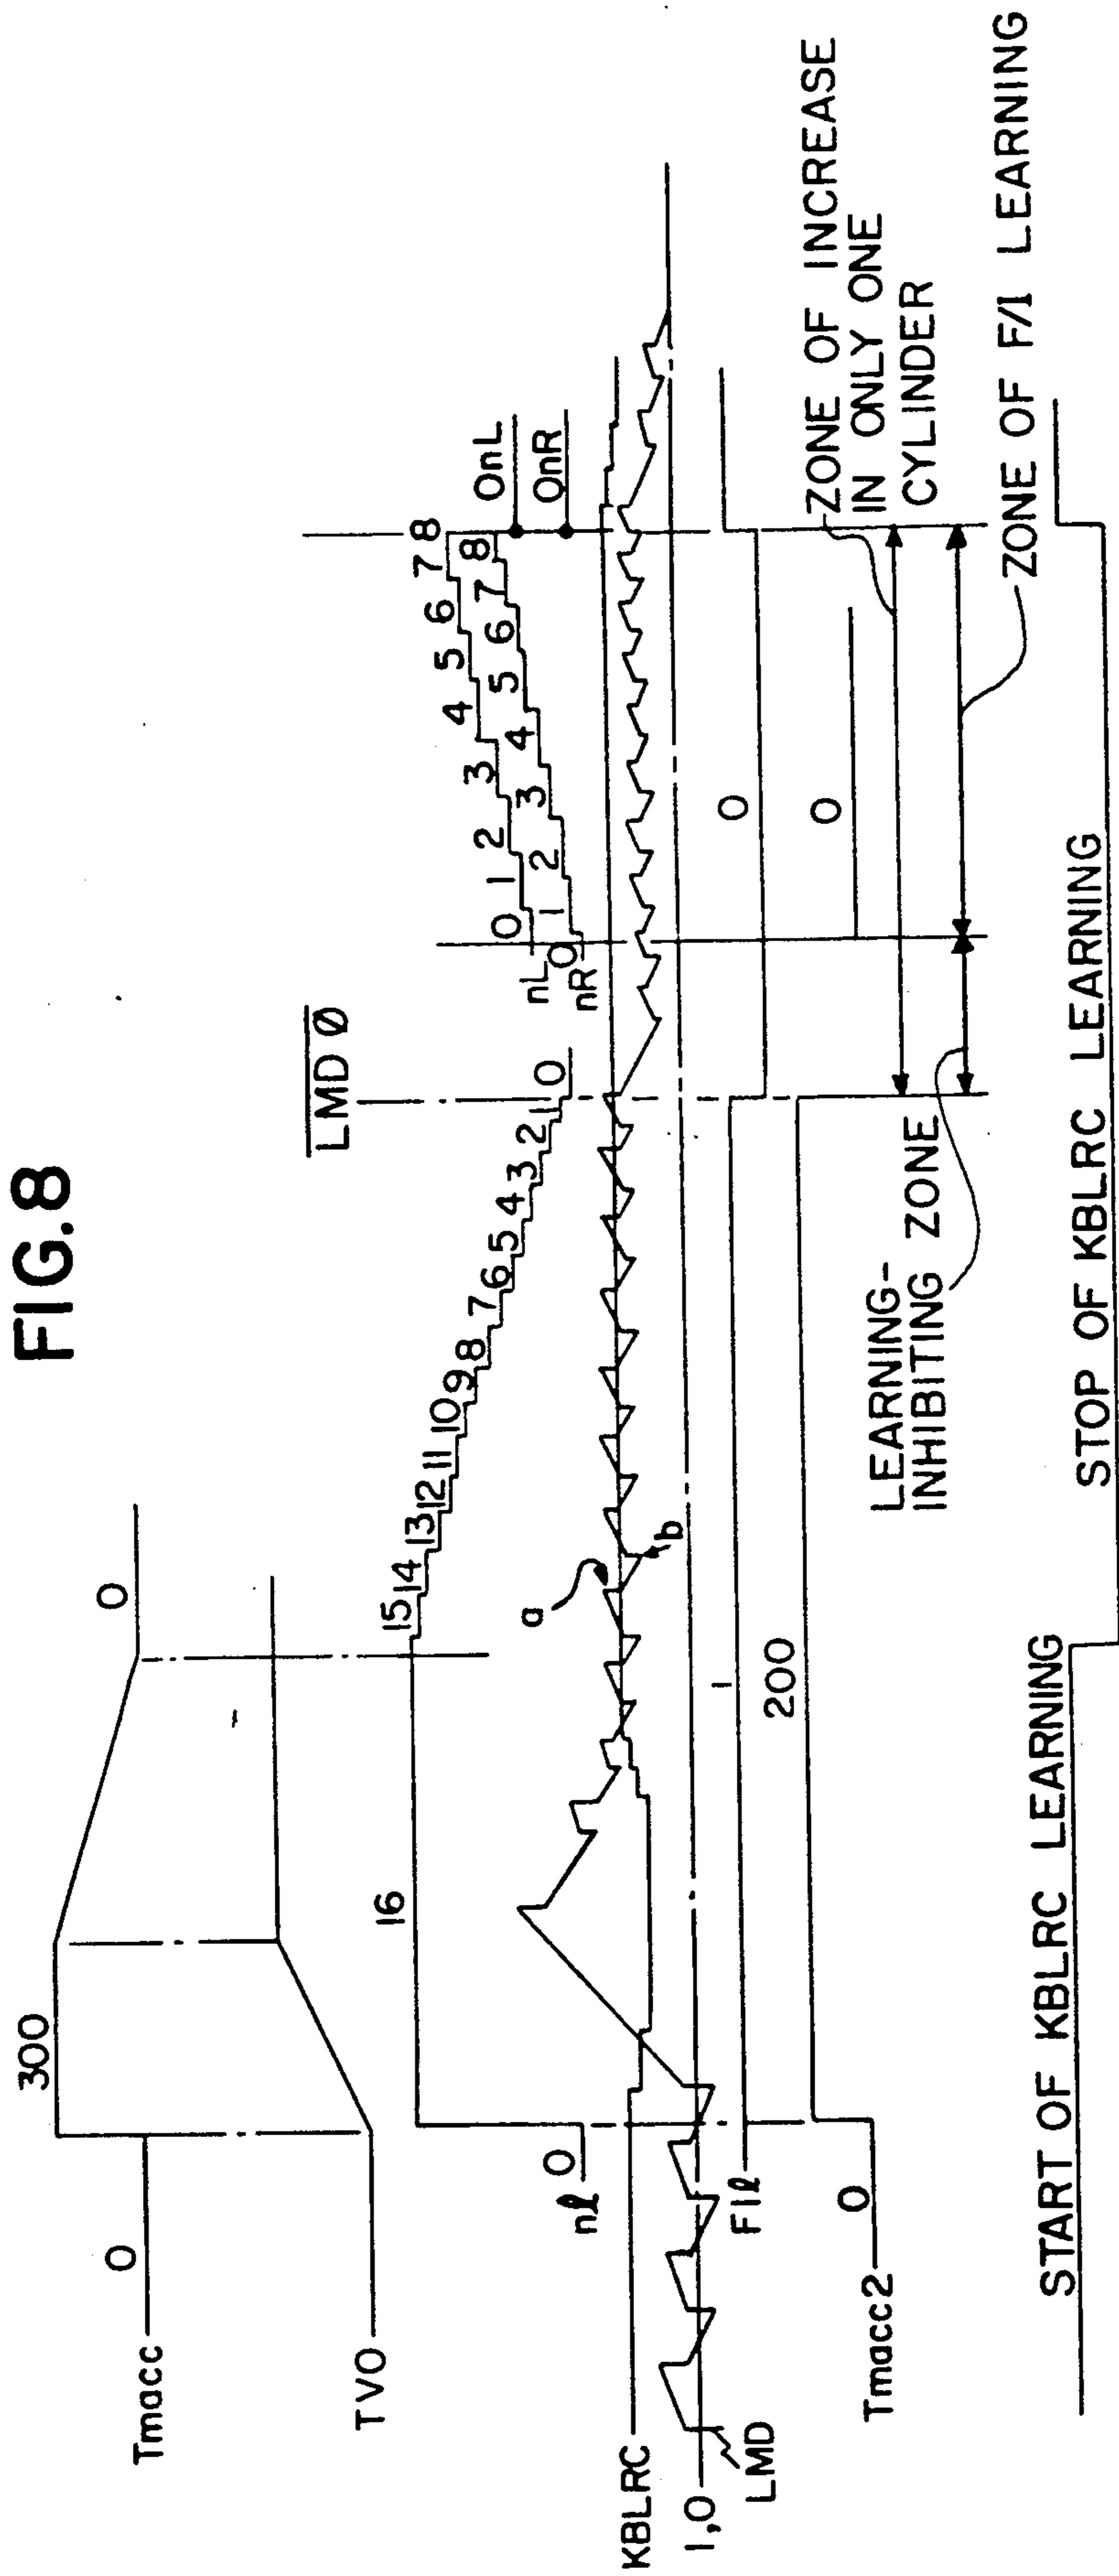 FIG.8
Tmacc
0
300
0
TVO
LMD Ø
nl
0
16
15 14 13 12 11 10 9 8 7 6 5 4 3 2 1 0
nL
0 1 2 3 4 5 6 7 8
OnL
nR
0 1 2 3 4 5 6 7 8
OnR
KBLRC
a
b
1,0
LMD
F1l
1
0
Tmacc2
0
200
0
ZONE OF INCREASE
IN ONLY ONE
CYLINDER
LEARNING-
INHIBITING ZONE
ZONE OF F/I LEARNING
START OF KBLRC LEARNING
STOP OF KBLRC LEARNING